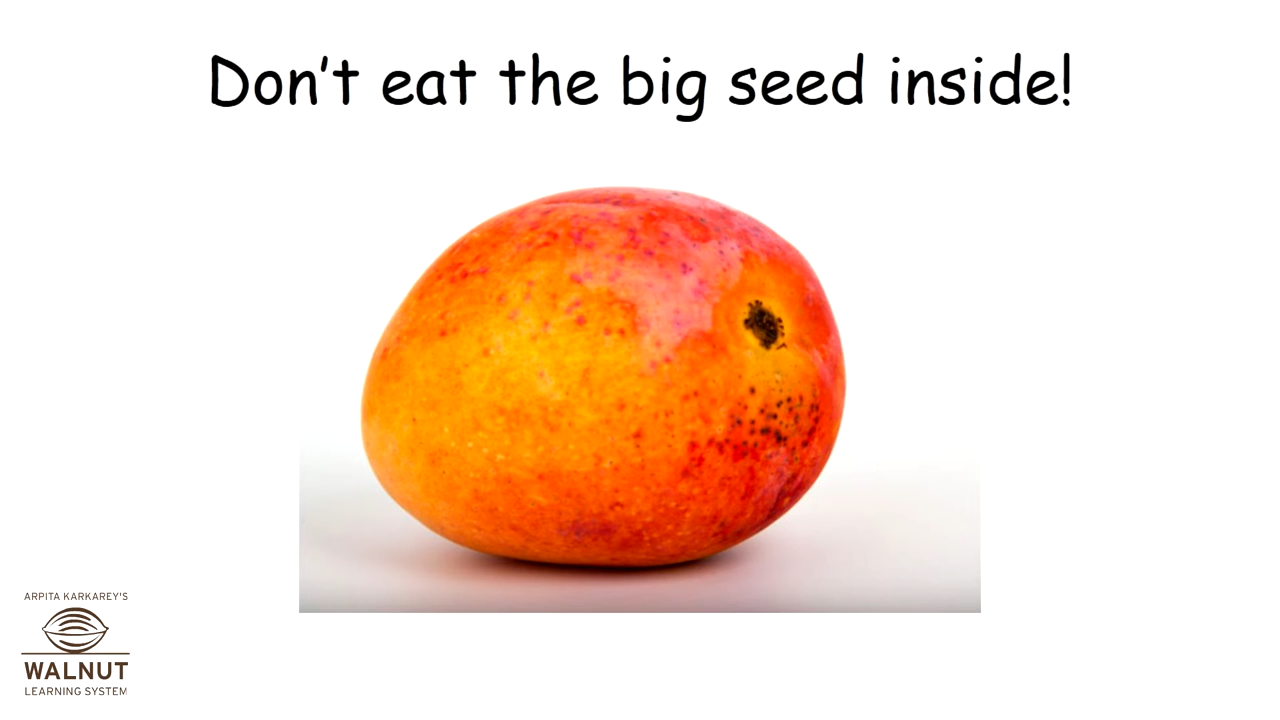 Don't eat the big seed inside!
ARPITA KARKAREY'S
WALNUT
LEARNING SYSTEM